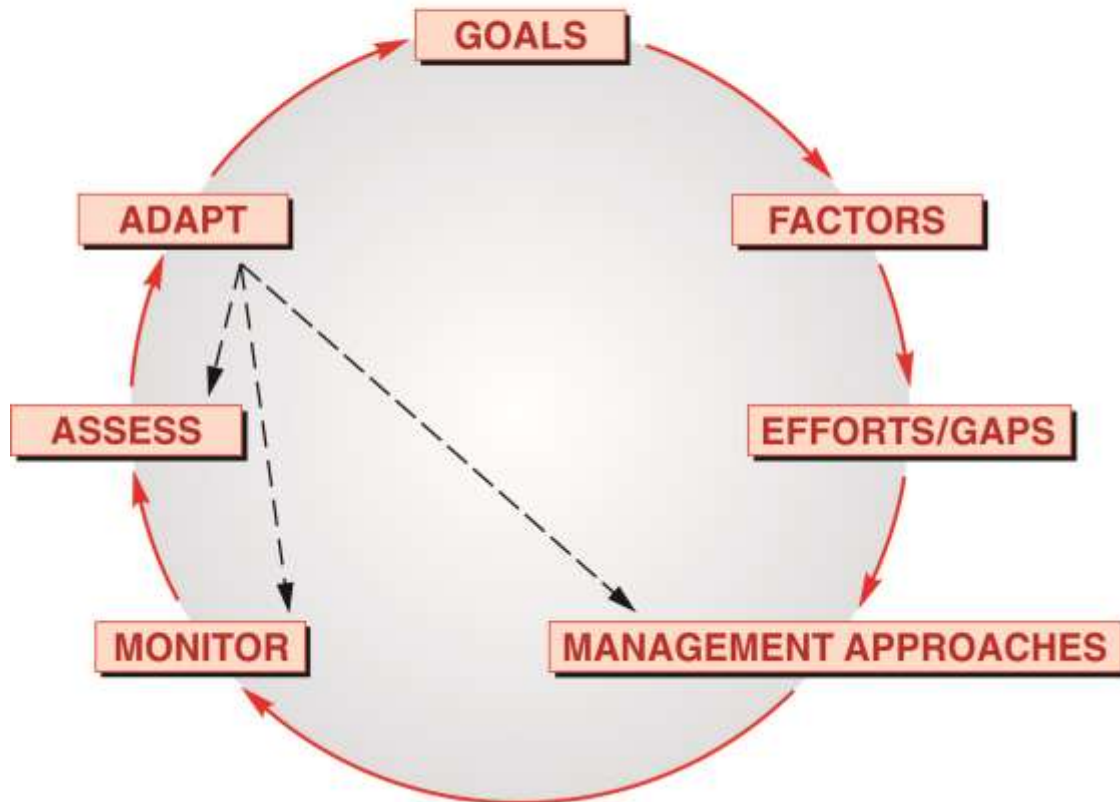 GOALS
ADAPT
FACTORS
ASSESS
EFFORTS/GAPS
MONITOR
MANAGEMENT APPROACHES